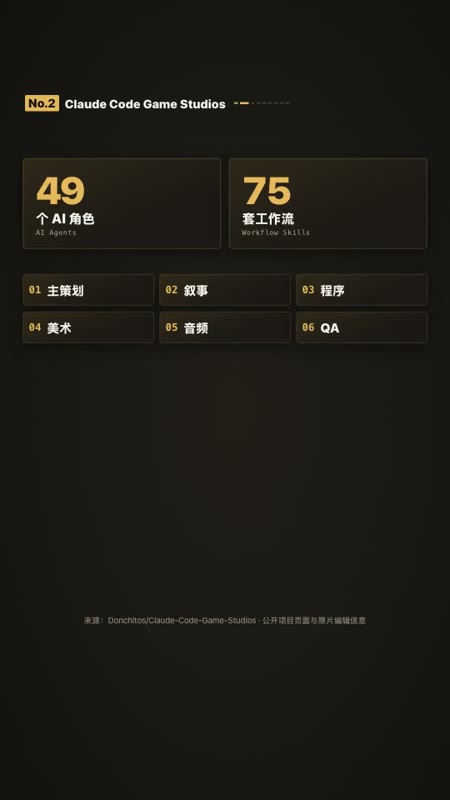 No.2 Claude Code Game Studios
49
个 AI 角色
AI Agents
75
套工作流
Workflow Skills
01 主策划
02 叙事
03 程序
04 美术
05 音频
06 QA
来源：Donchitos/Claude-Code-Game-Studios · 公开项目页面与原片编辑信息